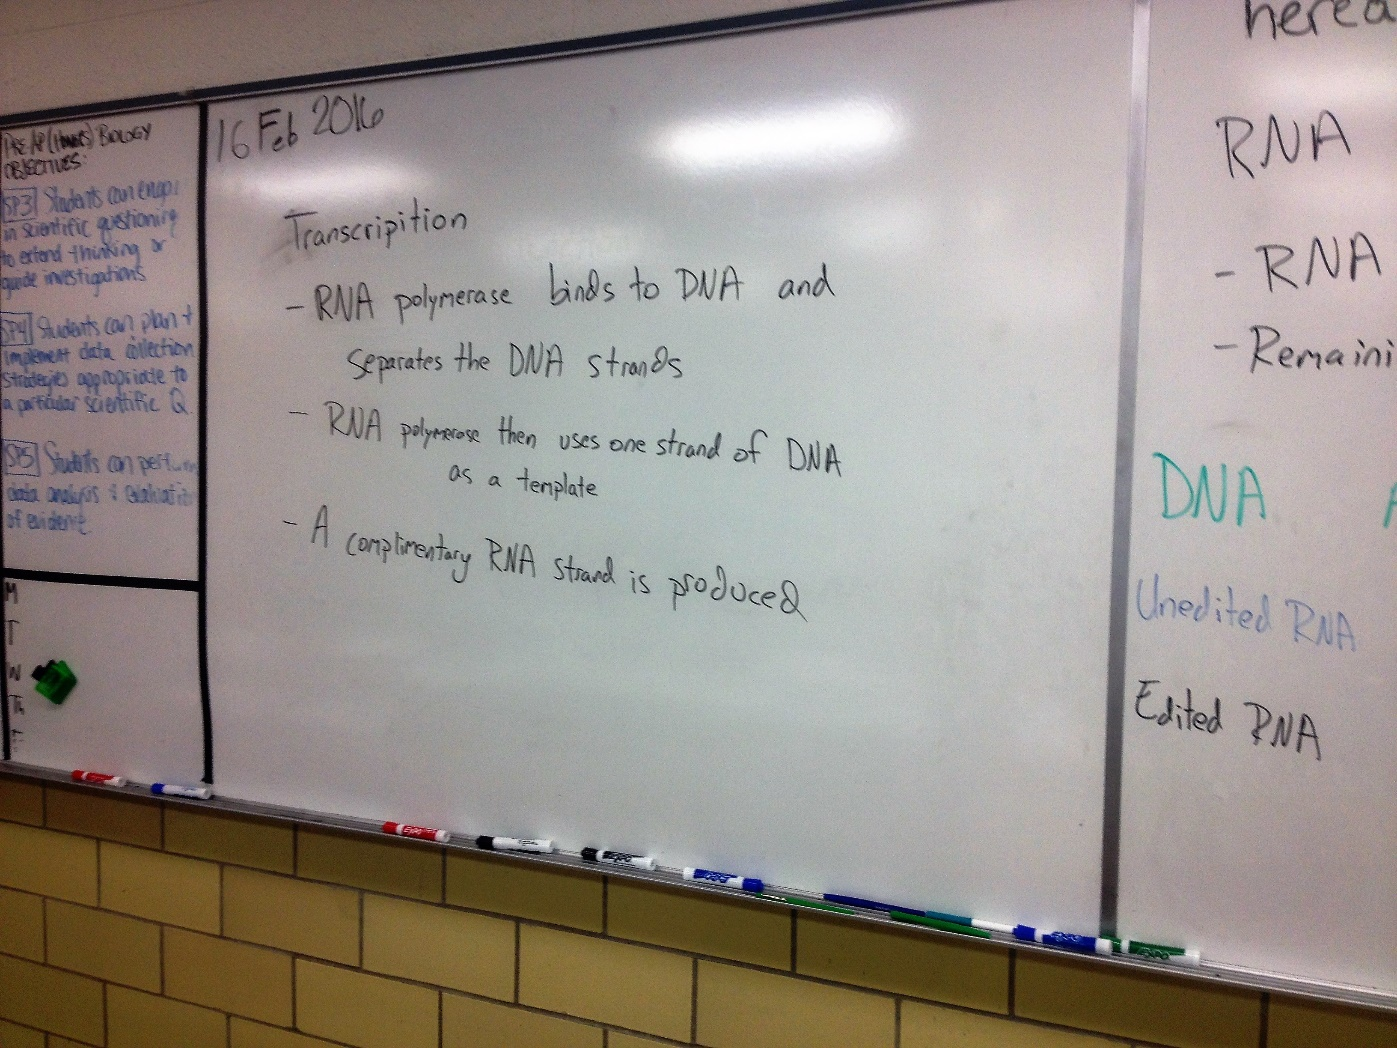 PRE AP (Honors) BIOLOGY
OBJECTIVES:
SP3 Students can engage
in scientific questioning
to extend thinking or
guide investigations
SP4 Students can plan +
implement data collection
strategies appropriate to
a particular scientific Q.
SP5 Students can perform
data analysis & evaluation
of evidence
M
T
W
Th
F
16 Feb 2016
Transcripition
- RNA polymerase binds to DNA and
separates the DNA strands
- RNA polymerase then uses one strand of DNA
as a template
- A complimentary RNA strand is produced
RNA
- RNA
- Remaini
DNA
Unedited RNA
Edited RNA
EXPO
EXPO
EXPO